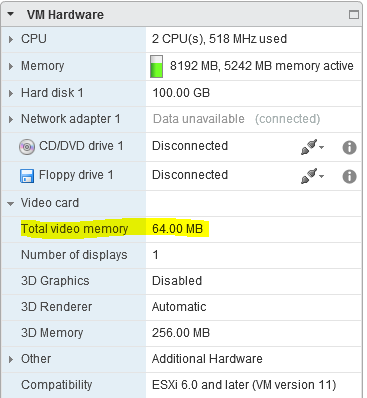 VM Hardware
CPU 2 CPU(s), 518 MHz used
Memory 8192 MB, 5242 MB memory active
Hard disk 1 100.00 GB
Network adapter 1 Data unavailable (connected)
CD/DVD drive 1 Disconnected
Floppy drive 1 Disconnected
Video card
Total video memory 64.00 MB
Number of displays 1
3D Graphics Disabled
3D Renderer Automatic
3D Memory 256.00 MB
Other Additional Hardware
Compatibility ESXi 6.0 and later (VM version 11)